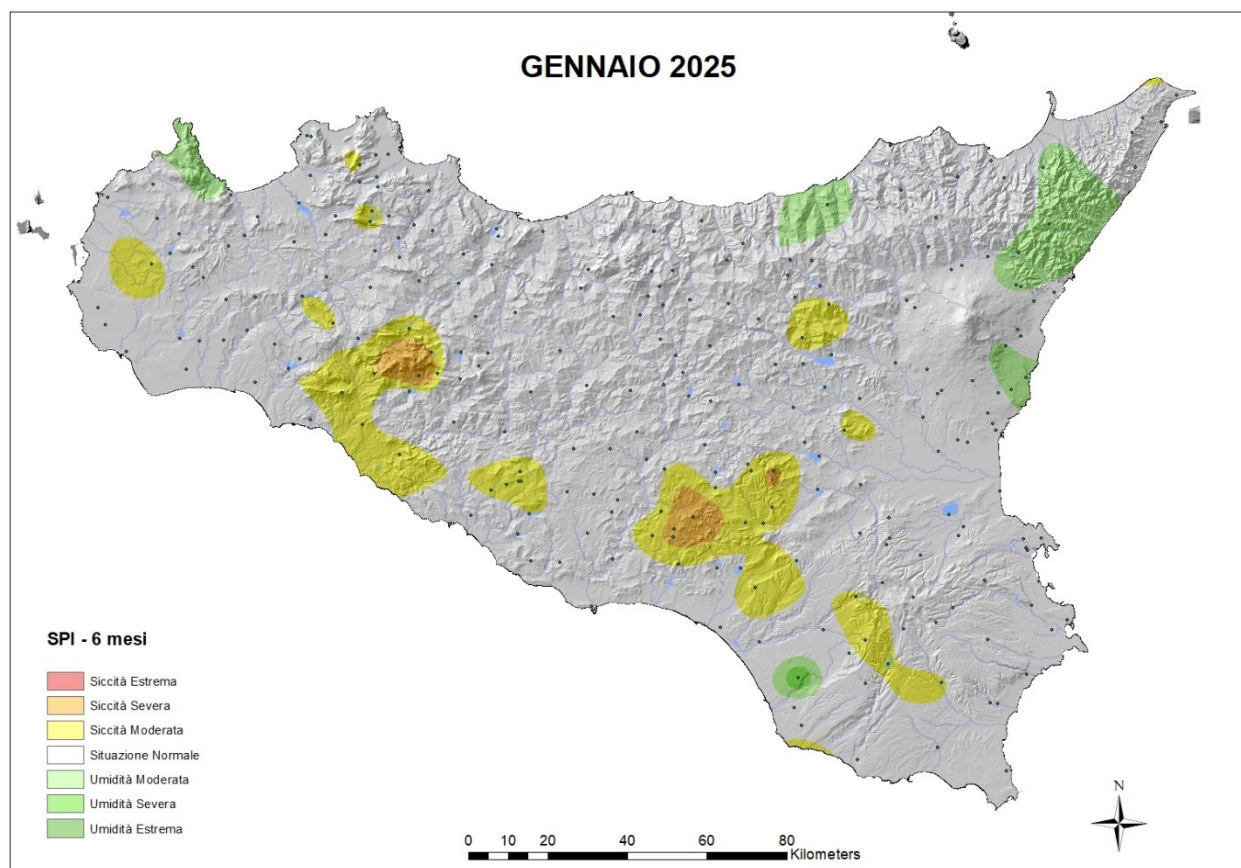 GENNAIO 2025
SPI - 6 mesi
Siccità Estrema
Siccità Severa
Siccità Moderata
Situazione Normale
Umidità Moderata
Umidità Severa
Umidità Estrema
N
0 10 20 40 60 80
Kilometers